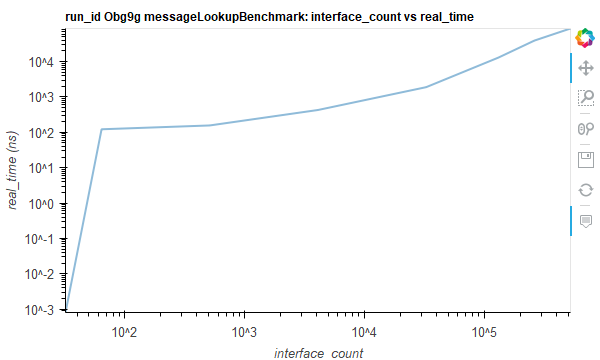 run_id Obg9g messageLookupBenchmark: interface_count vs real_time
10^4
10^3
10^2
10^1
10^0
10^-1
10^-2
10^-3
real_time (ns)
10^2 10^3 10^4 10^5
interface_count